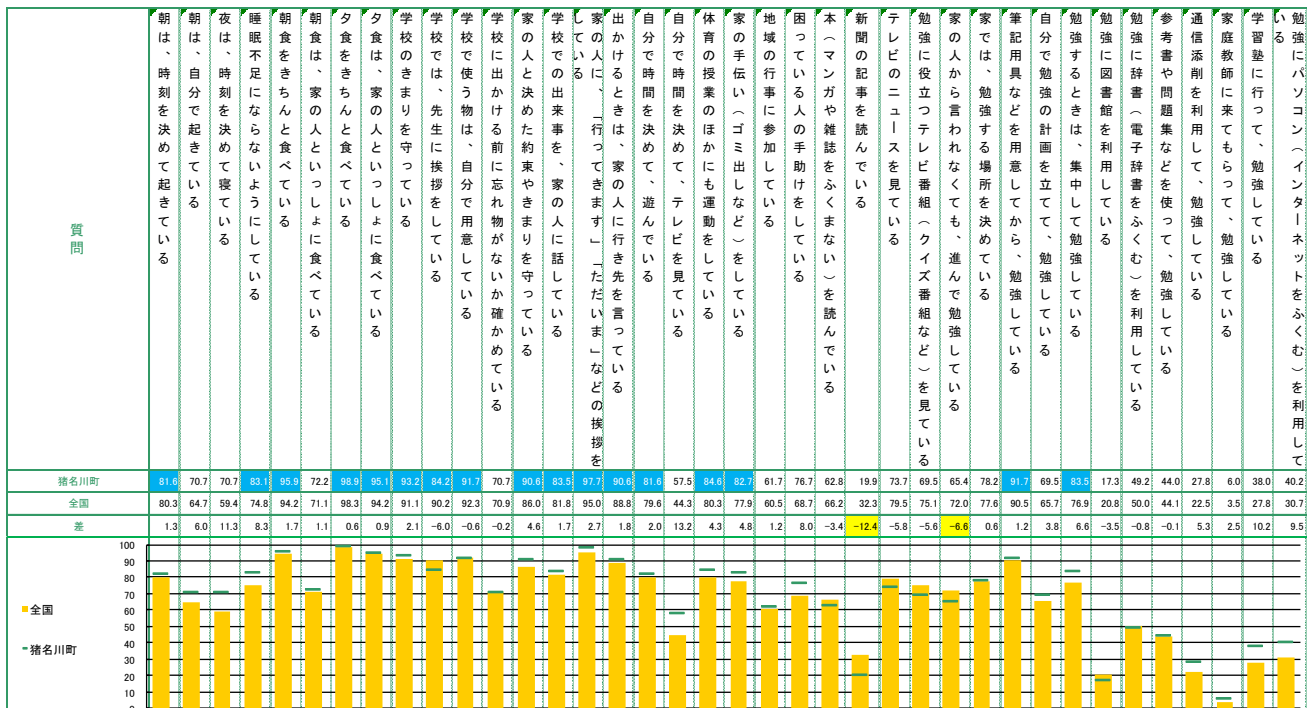 質問
朝は、時刻を決めて起きている
朝は、自分で起きている
夜は、時刻を決めて寝ている
睡眠不足にならないようにしている
朝食をきちんと食べている
朝食は、家の人といっしょに食べている
夕食をきちんと食べている
夕食は、家の人といっしょに食べている
学校のきまりを守っている
学校では、先生に挨拶をしている
学校で使う物は、自分で用意している
学校に出かける前に忘れ物がないか確かめている
家の人と決めた約束やきまりを守っている
学校での出来事を、家の人に話している
家の人に、「行ってきます」「ただいま」などの挨拶を
している
出かけるときは、家の人に行き先を言っている
自分で時間を決めて、遊んでいる
自分で時間を決めて、テレビを見ている
体育の授業のほかにも運動をしている
家の手伝い（ゴミ出しなど）をしている
地域の行事に参加している
困っている人の手助けをしている
本（マンガや雑誌をふくまない）を読んでいる
新聞の記事を読んでいる
テレビのニュースを見ている
勉強に役立つテレビ番組（クイズ番組など）を見ている
家の人から言われなくても、進んで勉強している
家では、勉強する場所を決めている
筆記用具などを用意してから、勉強している
自分で勉強の計画を立てて、勉強している
勉強するときは、集中して勉強している
勉強に図書館を利用している
勉強に辞書（電子辞書をふくむ）を利用している
参考書や問題集などを使って、勉強している
通信添削を利用して、勉強している
家庭教師に来てもらって、勉強している
学習塾に行って、勉強している
勉強にパソコン（インターネットをふくむ）を利用して
いる
猪名川町 81.6 70.7 70.7 83.1 95.9 72.2 98.9 95.1 93.2 84.2 91.7 70.7 90.6 83.5 97.7 90.6 81.6 57.5 84.6 82.7 61.7 76.7 62.8 19.9 73.7 69.5 65.4 78.2 91.7 69.5 83.5 17.3 49.2 44.0 27.8 6.0 38.0 40.2
全国 80.3 64.7 59.4 74.8 94.2 71.1 98.3 94.2 91.1 90.2 92.3 70.9 86.0 81.8 95.0 88.8 79.6 44.3 80.3 77.9 60.5 68.7 66.2 32.3 79.5 75.1 72.0 77.6 90.5 65.7 76.9 20.8 50.0 44.1 22.5 3.5 27.8 30.7
差 1.3 6.0 11.3 8.3 1.7 1.1 0.6 0.9 2.1 -6.0 -0.6 -0.2 4.6 1.7 2.7 1.8 2.0 13.2 4.3 4.8 1.2 8.0 -3.4 -12.4 -5.8 -5.6 -6.6 0.6 1.2 3.8 6.6 -3.5 -0.8 -0.1 5.3 2.5 10.2 9.5
全国
猪名川町
100
90
80
70
60
50
40
30
20
10
0